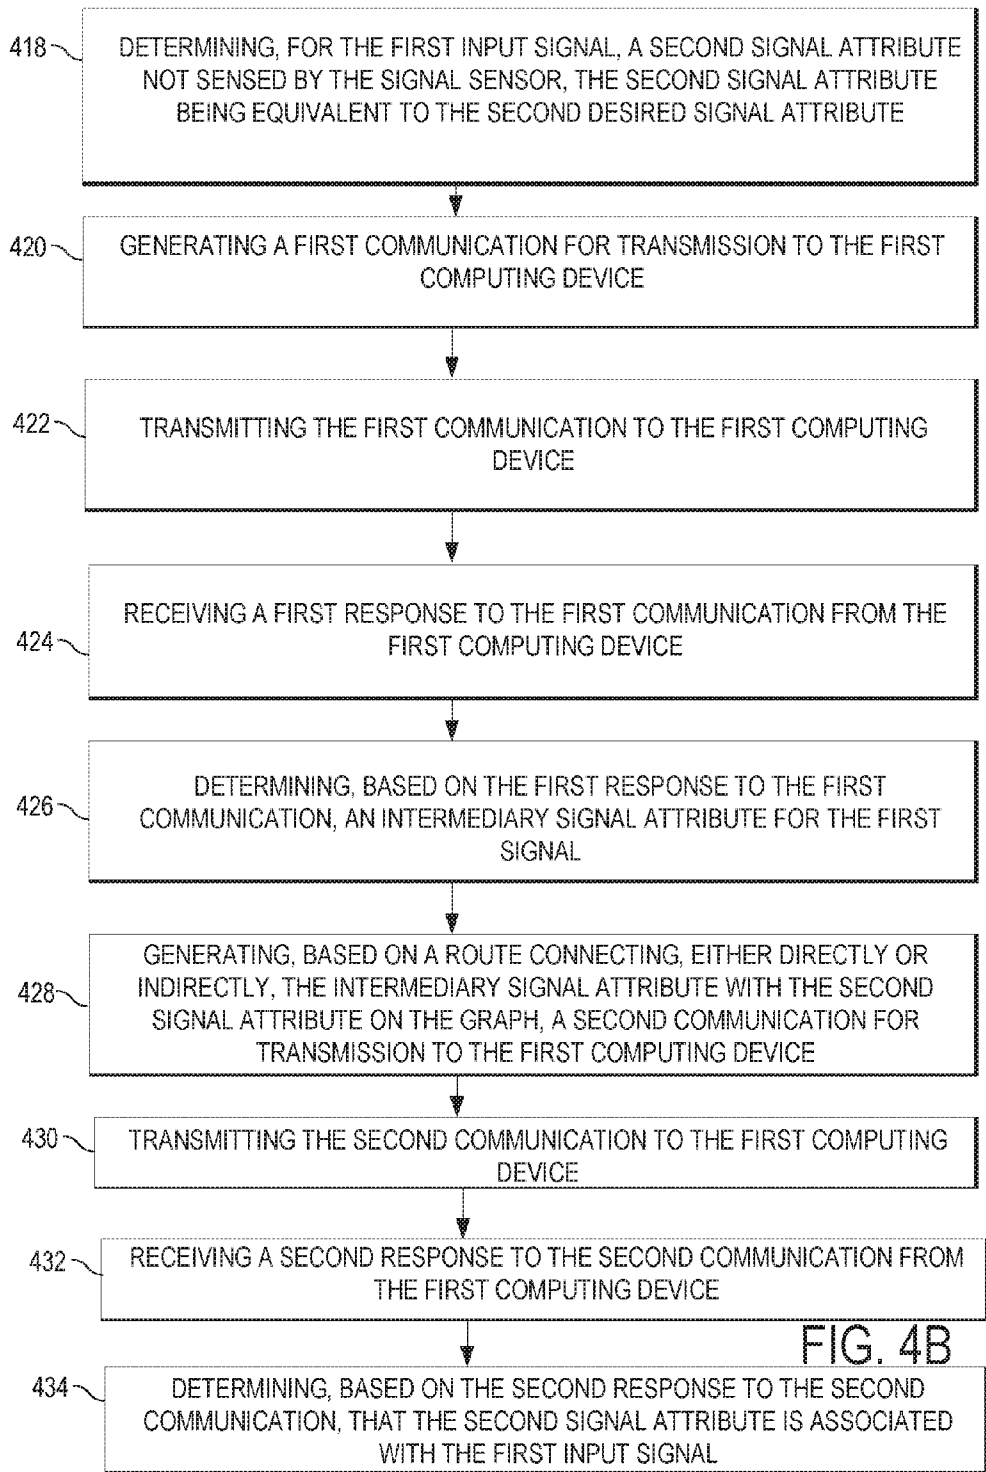 418
DETERMINING, FOR THE FIRST INPUT SIGNAL, A SECOND SIGNAL ATTRIBUTE
NOT SENSED BY THE SIGNAL SENSOR, THE SECOND SIGNAL ATTRIBUTE
BEING EQUIVALENT TO THE SECOND DESIRED SIGNAL ATTRIBUTE
420
GENERATING A FIRST COMMUNICATION FOR TRANSMISSION TO THE FIRST
COMPUTING DEVICE
422
TRANSMITTING THE FIRST COMMUNICATION TO THE FIRST COMPUTING
DEVICE
424
RECEIVING A FIRST RESPONSE TO THE FIRST COMMUNICATION FROM THE
FIRST COMPUTING DEVICE
426
DETERMINING, BASED ON THE FIRST RESPONSE TO THE FIRST
COMMUNICATION, AN INTERMEDIARY SIGNAL ATTRIBUTE FOR THE FIRST
SIGNAL
428
GENERATING, BASED ON A ROUTE CONNECTING, EITHER DIRECTLY OR
INDIRECTLY, THE INTERMEDIARY SIGNAL ATTRIBUTE WITH THE SECOND
SIGNAL ATTRIBUTE ON THE GRAPH, A SECOND COMMUNICATION FOR
TRANSMISSION TO THE FIRST COMPUTING DEVICE
430
TRANSMITTING THE SECOND COMMUNICATION TO THE FIRST COMPUTING
DEVICE
432
RECEIVING A SECOND RESPONSE TO THE SECOND COMMUNICATION FROM
THE FIRST COMPUTING DEVICE
FIG. 4B
434
DETERMINING, BASED ON THE SECOND RESPONSE TO THE SECOND
COMMUNICATION, THAT THE SECOND SIGNAL ATTRIBUTE IS ASSOCIATED
WITH THE FIRST INPUT SIGNAL